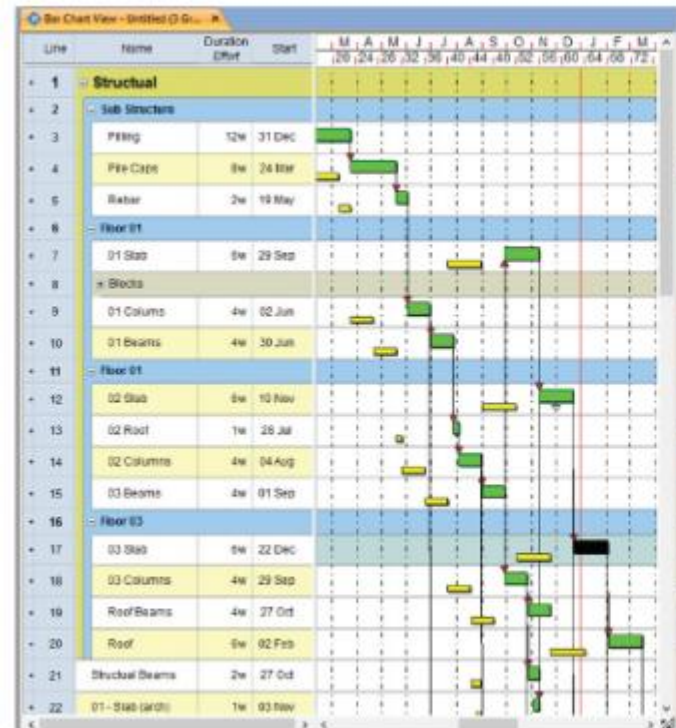 Bar Chart View - Untitled (3 Gr...
Line Name Duration Effort Start M A M J J A S O N D J F M
20 24 28 32 36 40 44 48 52 56 60 64 68 72
1 Structual
2 Sub Structure
3 Pilling 12w 31 Dec
4 Pile Caps 8w 24 Mar
5 Rebar 2w 19 May
6 Floor 01
7 01 Slab 6w 29 Sep
8 Blocks
9 01 Colums 4w 02 Jun
10 01 Beams 4w 30 Jun
11 Floor 01
12 02 Slab 6w 10 Nov
13 02 Roof 1w 28 Jul
14 02 Columns 4w 04 Aug
15 03 Beams 4w 01 Sep
16 Floor 03
17 03 Slab 6w 22 Dec
18 03 Columns 4w 29 Sep
19 Roof Beams 4w 27 Oct
20 Roof 6w 02 Feb
21 Structual Beams 2w 27 Oct
22 01 - Slab (arch) 1w 03 Nov